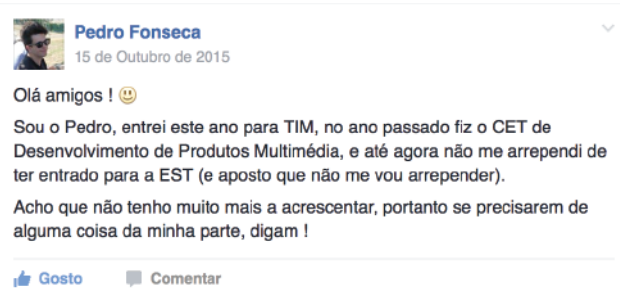 Pedro Fonseca
15 de Outubro de 2015
Olá amigos ! 
Sou o Pedro, entrei este ano para TIM, no ano passado fiz o CET de
Desenvolvimento de Produtos Multimédia, e até agora não me arrependi de
ter entrado para a EST (e aposto que não me vou arrepender).
Acho que não tenho muito mais a acrescentar, portanto se precisarem de
alguma coisa da minha parte, digam !
Gosto
Comentar